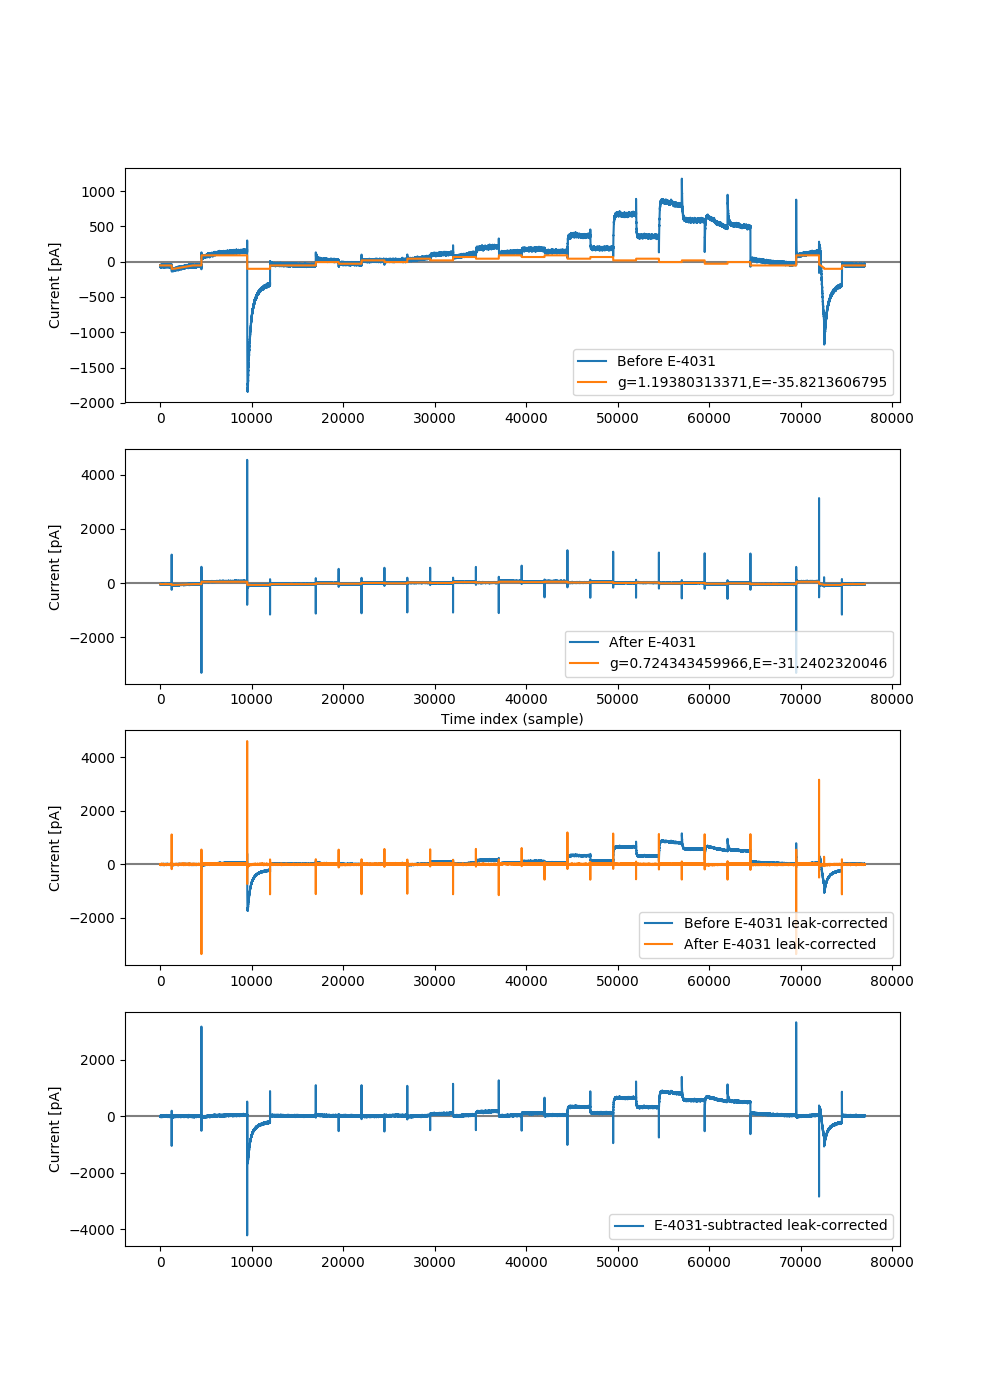 1000
500
0
−500
−1000
−1500
−2000
Current [pA]
Before E-4031
g=1.19380313371,E=-35.8213606795
0 10000 20000 30000 40000 50000 60000 70000 80000
4000
2000
0
−2000
Current [pA]
After E-4031
g=0.724343459966,E=-31.2402320046
0 10000 20000 30000 40000 50000 60000 70000 80000
Time index (sample)
4000
2000
0
−2000
Current [pA]
Before E-4031 leak-corrected
After E-4031 leak-corrected
0 10000 20000 30000 40000 50000 60000 70000 80000
2000
0
−2000
−4000
Current [pA]
E-4031-subtracted leak-corrected
0 10000 20000 30000 40000 50000 60000 70000 80000